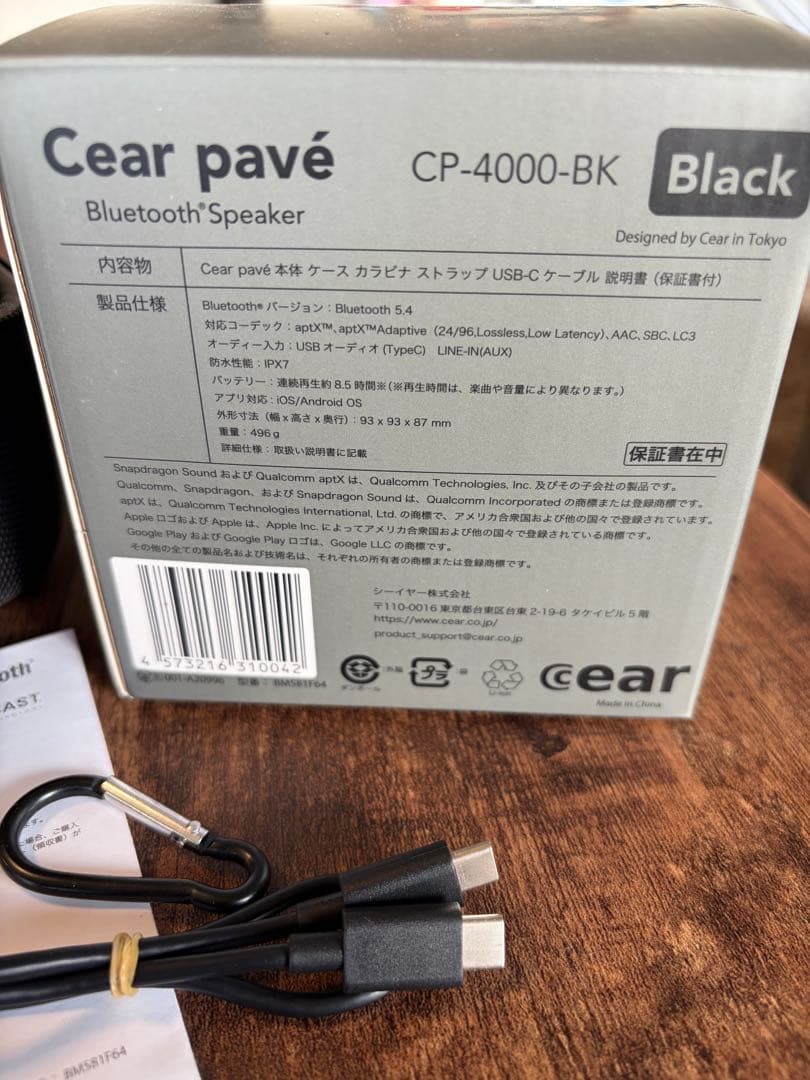 Cear pavé CP-4000-BK Black
Bluetooth® Speaker
Designed by Cear in Tokyo
内容物 Cear pavé 本体 ケース カラビナ ストラップ USB-C ケーブル 説明書 (保証書付)
製品仕様 Bluetooth® バージョン：Bluetooth 5.4
対応コーデック：aptX™、aptX™Adaptive（24/96,Lossless,Low Latency）、AAC、SBC、LC3
オーディー入力：USB オーディオ (TypeC) LINE-IN(AUX)
防水性能：IPX7
バッテリー：連続再生約 8.5 時間※（※再生時間は、楽曲や音量により異なります。）
アプリ対応：iOS/Android OS
外形寸法（幅 x 高さ x 奥行）：93 x 93 x 87 mm
重量：496 g
詳細仕様：取扱い説明書に記載
保証書在中
Snapdragon Sound および Qualcomm aptX は、Qualcomm Technologies, Inc. 及びその子会社の製品です。
Qualcomm、Snapdragon、および Snapdragon Sound は、Qualcomm Incorporated の商標または登録商標です。
aptX は、Qualcomm Technologies International, Ltd. の商標で、アメリカ合衆国および他の国々で登録されています。
Apple ロゴおよび Apple は、Apple Inc. によってアメリカ合衆国および他の国々で登録されている商標です。
Google Play および Google Play ロゴは、Google LLC の商標です。
その他の全ての製品名および技術名は、それぞれの所有者の商標または登録商標です。
シーイヤー株式会社
〒110-0016 東京都台東区台東 2-19-6 タケイビル 5 階
https://www.cear.co.jp/
product_support@cear.co.jp
4 573216 310042
001-A20996 型番：BM5B1F64
ダンボール
プラ
Li-ion
cear
Made in China
ooth®
EAST
ます。
場合、ご購入
（領収書）が
BM5B1F64